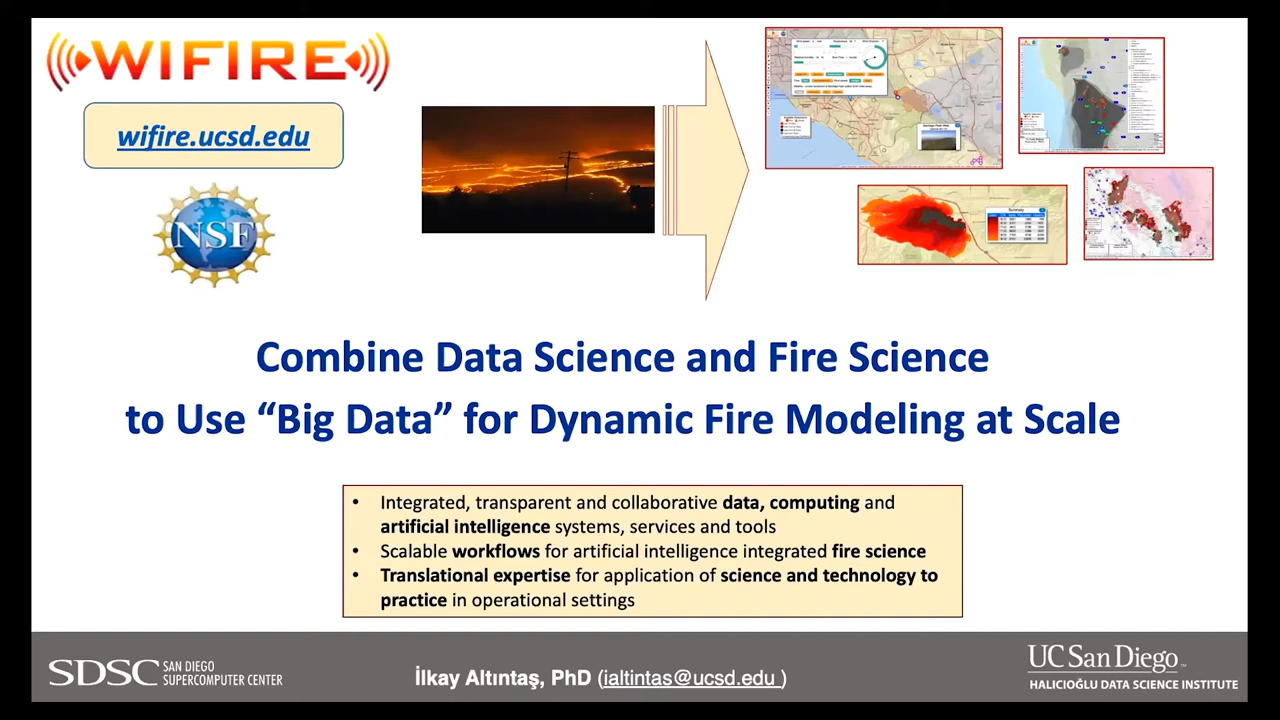 WIFIRE
wifire.ucsd.edu
NSF
Summary
Combine Data Science and Fire Science
to Use “Big Data” for Dynamic Fire Modeling at Scale
• Integrated, transparent and collaborative data, computing and
artificial intelligence systems, services and tools
• Scalable workflows for artificial intelligence integrated fire science
• Translational expertise for application of science and technology to
practice in operational settings
SDSC SAN DIEGO
SUPERCOMPUTER CENTER
İlkay Altıntaş, PhD (ialtintas@ucsd.edu )
UC San Diego
HALICIOĞLU DATA SCIENCE INSTITUTE